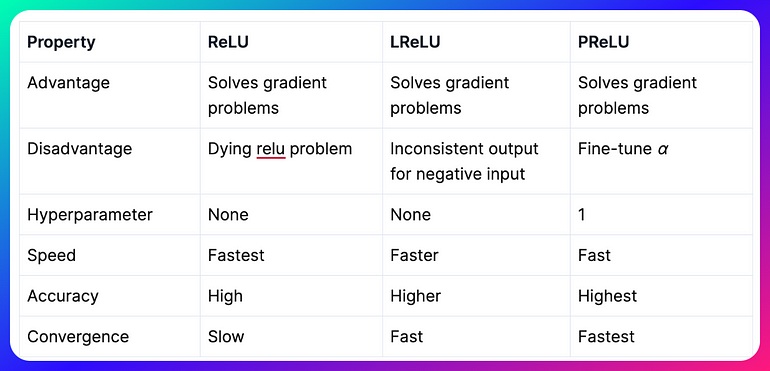 Property ReLU LReLU PReLU
Advantage Solves gradient problems Solves gradient problems Solves gradient problems
Disadvantage Dying relu problem Inconsistent output for negative input Fine-tune α
Hyperparameter None None 1
Speed Fastest Faster Fast
Accuracy High Higher Highest
Convergence Slow Fast Fastest